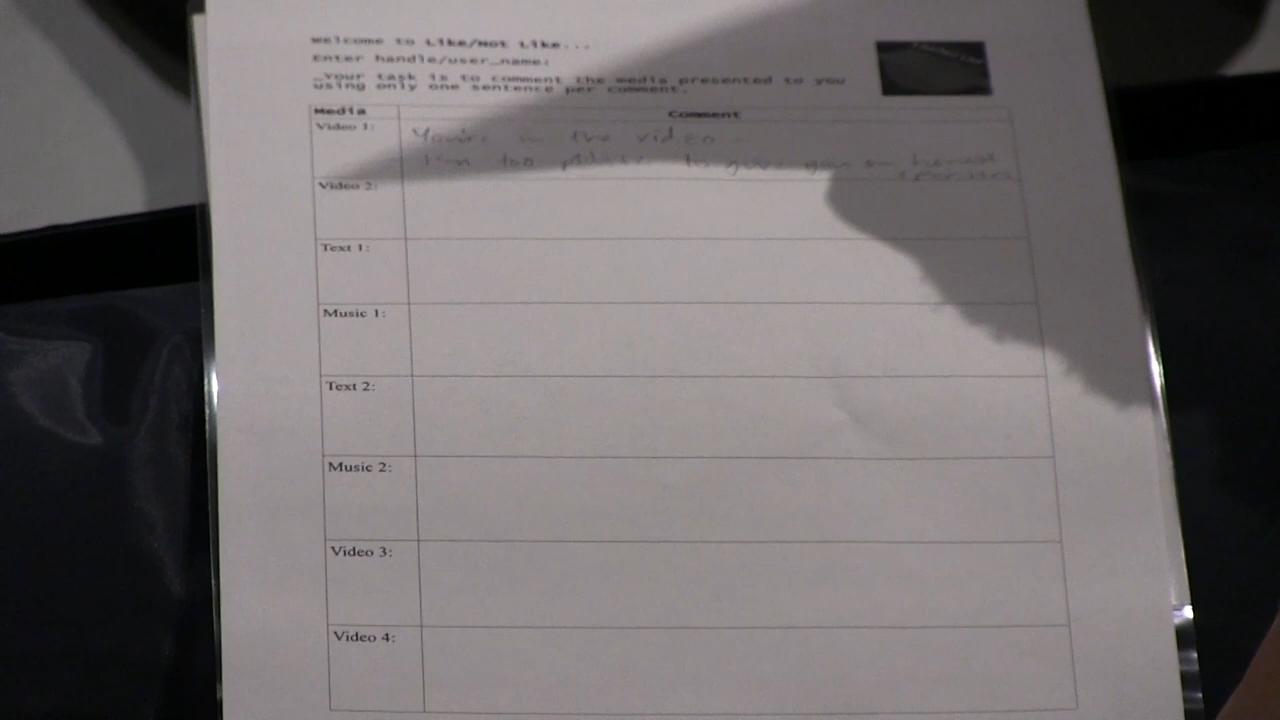 Welcome to Like/Not Like...
Enter handle/user_name:
_Your task is to comment the media presented to you
using only one sentence per comment.
Media Comment
Video 1: You're in the video -
I'm too polite to give you an honest
opinion
Video 2:
Text 1:
Music 1:
Text 2:
Music 2:
Video 3:
Video 4: